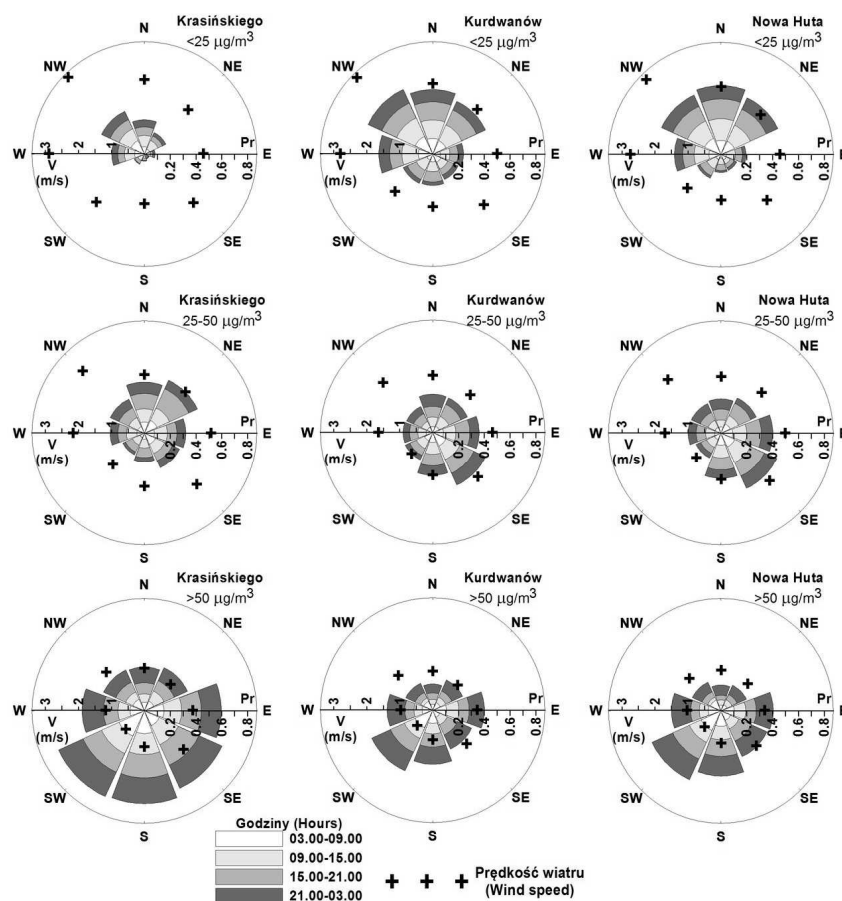 Krasińskiego
<25 µg/m³
N
NE
E
SE
S
SW
W
NW
3
2
1
V
(m/s)
Pr
0.2
0.4
0.6
0.8
Kurdwanów
<25 µg/m³
N
NE
E
SE
S
SW
W
NW
3
2
1
V
(m/s)
Pr
0.2
0.4
0.6
0.8
Nowa Huta
<25 µg/m³
N
NE
E
SE
S
SW
W
NW
3
2
1
V
(m/s)
Pr
0.2
0.4
0.6
0.8
Krasińskiego
25-50 µg/m³
N
NE
E
SE
S
SW
W
NW
3
2
1
V
(m/s)
Pr
0.2
0.4
0.6
0.8
Kurdwanów
25-50 µg/m³
N
NE
E
SE
S
SW
W
NW
3
2
1
V
(m/s)
Pr
0.2
0.4
0.6
0.8
Nowa Huta
25-50 µg/m³
N
NE
E
SE
S
SW
W
NW
3
2
1
V
(m/s)
Pr
0.2
0.4
0.6
0.8
Krasińskiego
>50 µg/m³
N
NE
E
SE
S
SW
W
NW
3
2
1
V
(m/s)
Pr
0.2
0.4
0.6
0.8
Kurdwanów
>50 µg/m³
N
NE
E
SE
S
SW
W
NW
3
2
1
V
(m/s)
Pr
0.2
0.4
0.6
0.8
Nowa Huta
>50 µg/m³
N
NE
E
SE
S
SW
W
NW
3
2
1
V
(m/s)
Pr
0.2
0.4
0.6
0.8
Godziny (Hours)
03.00-09.00
09.00-15.00
15.00-21.00
21.00-03.00
Prędkość wiatru
(Wind speed)